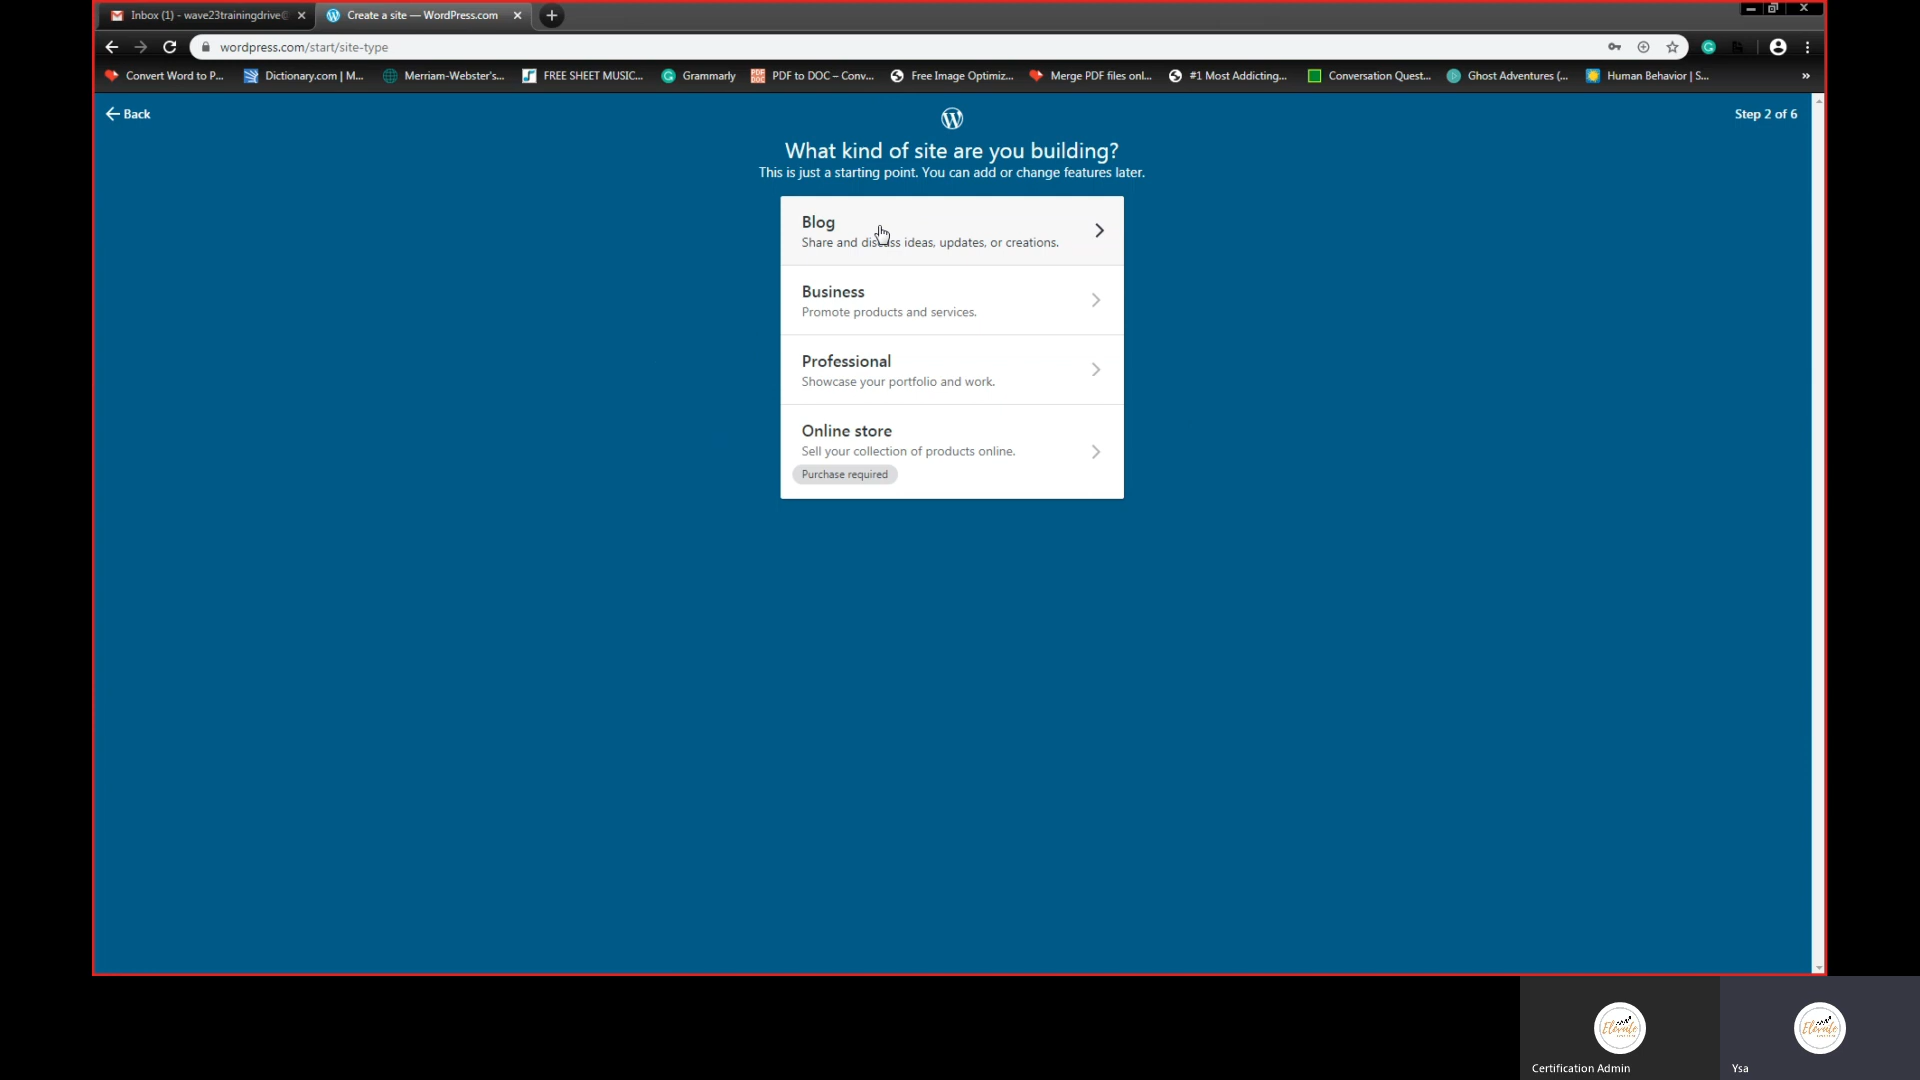 Inbox (1) - wave23trainingdrive@
Create a site — WordPress.com
wordpress.com/start/site-type
Convert Word to P...
Dictionary.com | M...
Merriam-Webster's...
FREE SHEET MUSIC...
Grammarly
PDF to DOC – Conv...
Free Image Optimiz...
Merge PDF files onl...
#1 Most Addicting...
Conversation Quest...
Ghost Adventures (...
Human Behavior | S...
Back
Step 2 of 6
What kind of site are you building?
This is just a starting point. You can add or change features later.
Blog
Share and discuss ideas, updates, or creations.
Business
Promote products and services.
Professional
Showcase your portfolio and work.
Online store
Sell your collection of products online.
Purchase required
Elevate
Elevate
Certification Admin
Ysa